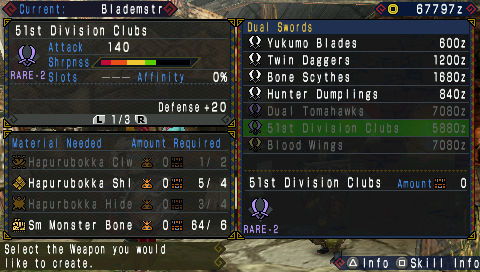 Current: Blademstr
67797z
51st Division Clubs
Attack 140
Shrpnss
RARE-2 Slots --- Affinity 0%
Defense +20
L 1/3 R
Material Needed Amount Required
Hapurubokka Clw 0 1/ 2
Hapurubokka Shl 0 5/ 4
Hapurubokka Hide 0 3/ 4
Sm Monster Bone 0 64/ 6
Select the Weapon you would
like to create.
Dual Swords
Yukumo Blades 600z
Twin Daggers 1200z
Bone Scythes 1680z
Hunter Dumplings 840z
Dual Tomahawks 7080z
51st Division Clubs 5880z
Blood Wings 7080z
51st Division Clubs Amount 0
RARE-2
Info Skill Info